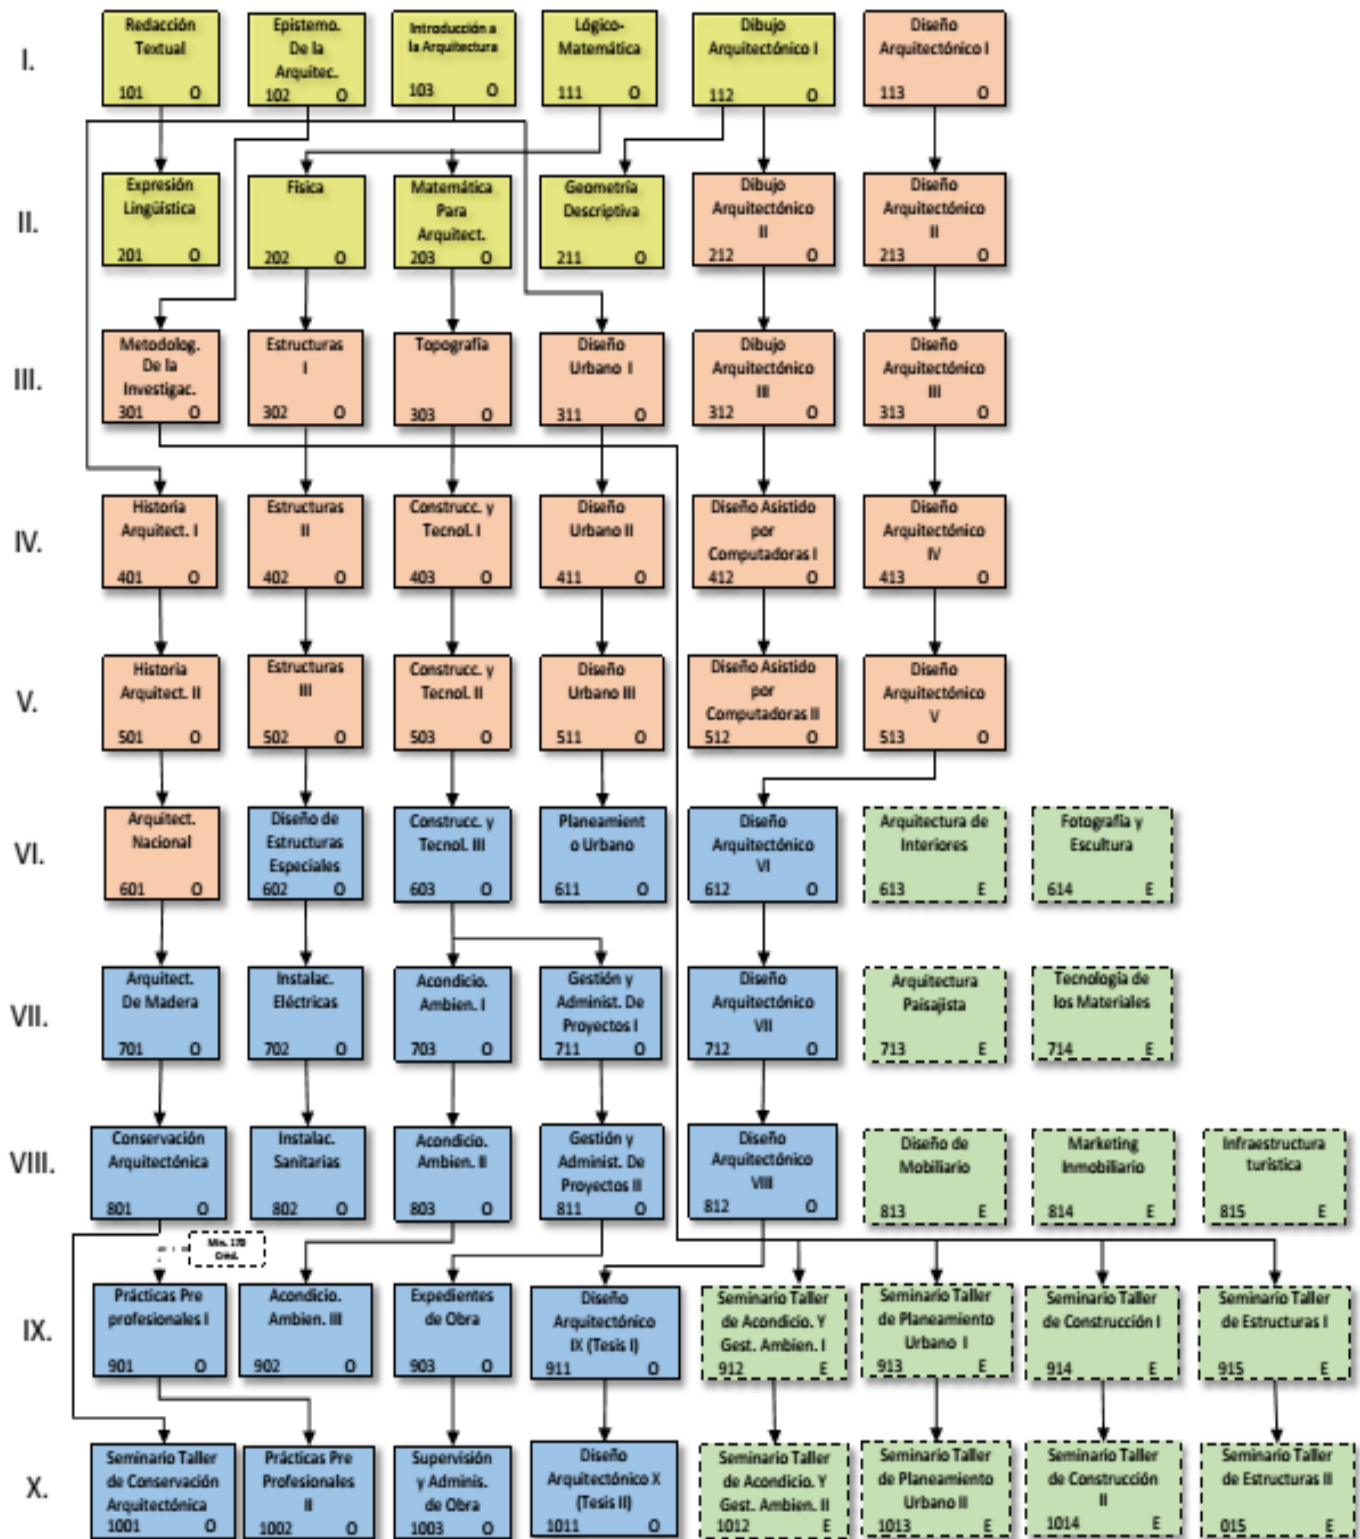 I.
Redacción
Textual
101 O
Epistemo.
De la
Arquitec.
102 O
Introducción a
la Arquitectura
103 O
Lógico-
Matemática
111 O
Dibujo
Arquitectónico I
112 O
Diseño
Arquitectónico I
113 O
II.
Expresión
Lingüística
201 O
Física
202 O
Matemática
Para
Arquitect.
203 O
Geometría
Descriptiva
211 O
Dibujo
Arquitectónico
II
212 O
Diseño
Arquitectónico
II
213 O
III.
Metodolog.
De la
Investigac.
301 O
Estructuras
I
302 O
Topografía
303 O
Diseño
Urbano I
311 O
Dibujo
Arquitectónico
III
312 O
Diseño
Arquitectónico
III
313 O
IV.
Historia
Arquitect. I
401 O
Estructuras
II
402 O
Construcc. y
Tecnol. I
403 O
Diseño
Urbano II
411 O
Diseño Asistido
por
Computadoras I
412 O
Diseño
Arquitectónico
IV
413 O
V.
Historia
Arquitect. II
501 O
Estructuras
III
502 O
Construcc. y
Tecnol. II
503 O
Diseño
Urbano III
511 O
Diseño Asistido
por
Computadoras II
512 O
Diseño
Arquitectónico
V
513 O
VI.
Arquitect.
Nacional
601 O
Diseño de
Estructuras
Especiales
602 O
Construcc. y
Tecnol. III
603 O
Planeamient
o Urbano
611 O
Diseño
Arquitectónico
VI
612 O
Arquitectura de
Interiores
613 E
Fotografía y
Escultura
614 E
VII.
Arquitect.
De Madera
701 O
Instalac.
Eléctricas
702 O
Acondicio.
Ambien. I
703 O
Gestión y
Administ. De
Proyectos I
711 O
Diseño
Arquitectónico
VII
712 O
Arquitectura
Paisajista
713 E
Tecnología de
los Materiales
714 E
VIII.
Conservación
Arquitectónica
801 O
Instalac.
Sanitarias
802 O
Acondicio.
Ambien. II
803 O
Gestión y
Administ. De
Proyectos II
811 O
Diseño
Arquitectónico
VIII
812 O
Diseño de
Mobiliario
813 E
Marketing
Inmobiliario
814 E
Infraestructura
turística
815 E
Min. 170
Cred.
IX.
Prácticas Pre
profesionales I
901 O
Acondicio.
Ambien. III
902 O
Expedientes
de Obra
903 O
Diseño
Arquitectónico
IX (Tesis I)
911 O
Seminario Taller
de Acondicio. Y
Gest. Ambien. I
912 E
Seminario Taller
de Planeamiento
Urbano I
913 E
Seminario Taller
de Construcción I
914 E
Seminario Taller
de Estructuras I
915 E
X.
Seminario Taller
de Conservación
Arquitectónica
1001 O
Prácticas Pre
Profesionales
II
1002 O
Supervisión
y Adminis.
de Obra
1003 O
Diseño
Arquitectónico X
(Tesis II)
1011 O
Seminario Taller
de Acondicio. Y
Gest. Ambien. II
1012 E
Seminario Taller
de Planeamiento
Urbano II
1013 E
Seminario Taller
de Construcción
II
1014 E
Seminario Taller
de Estructuras II
015 E